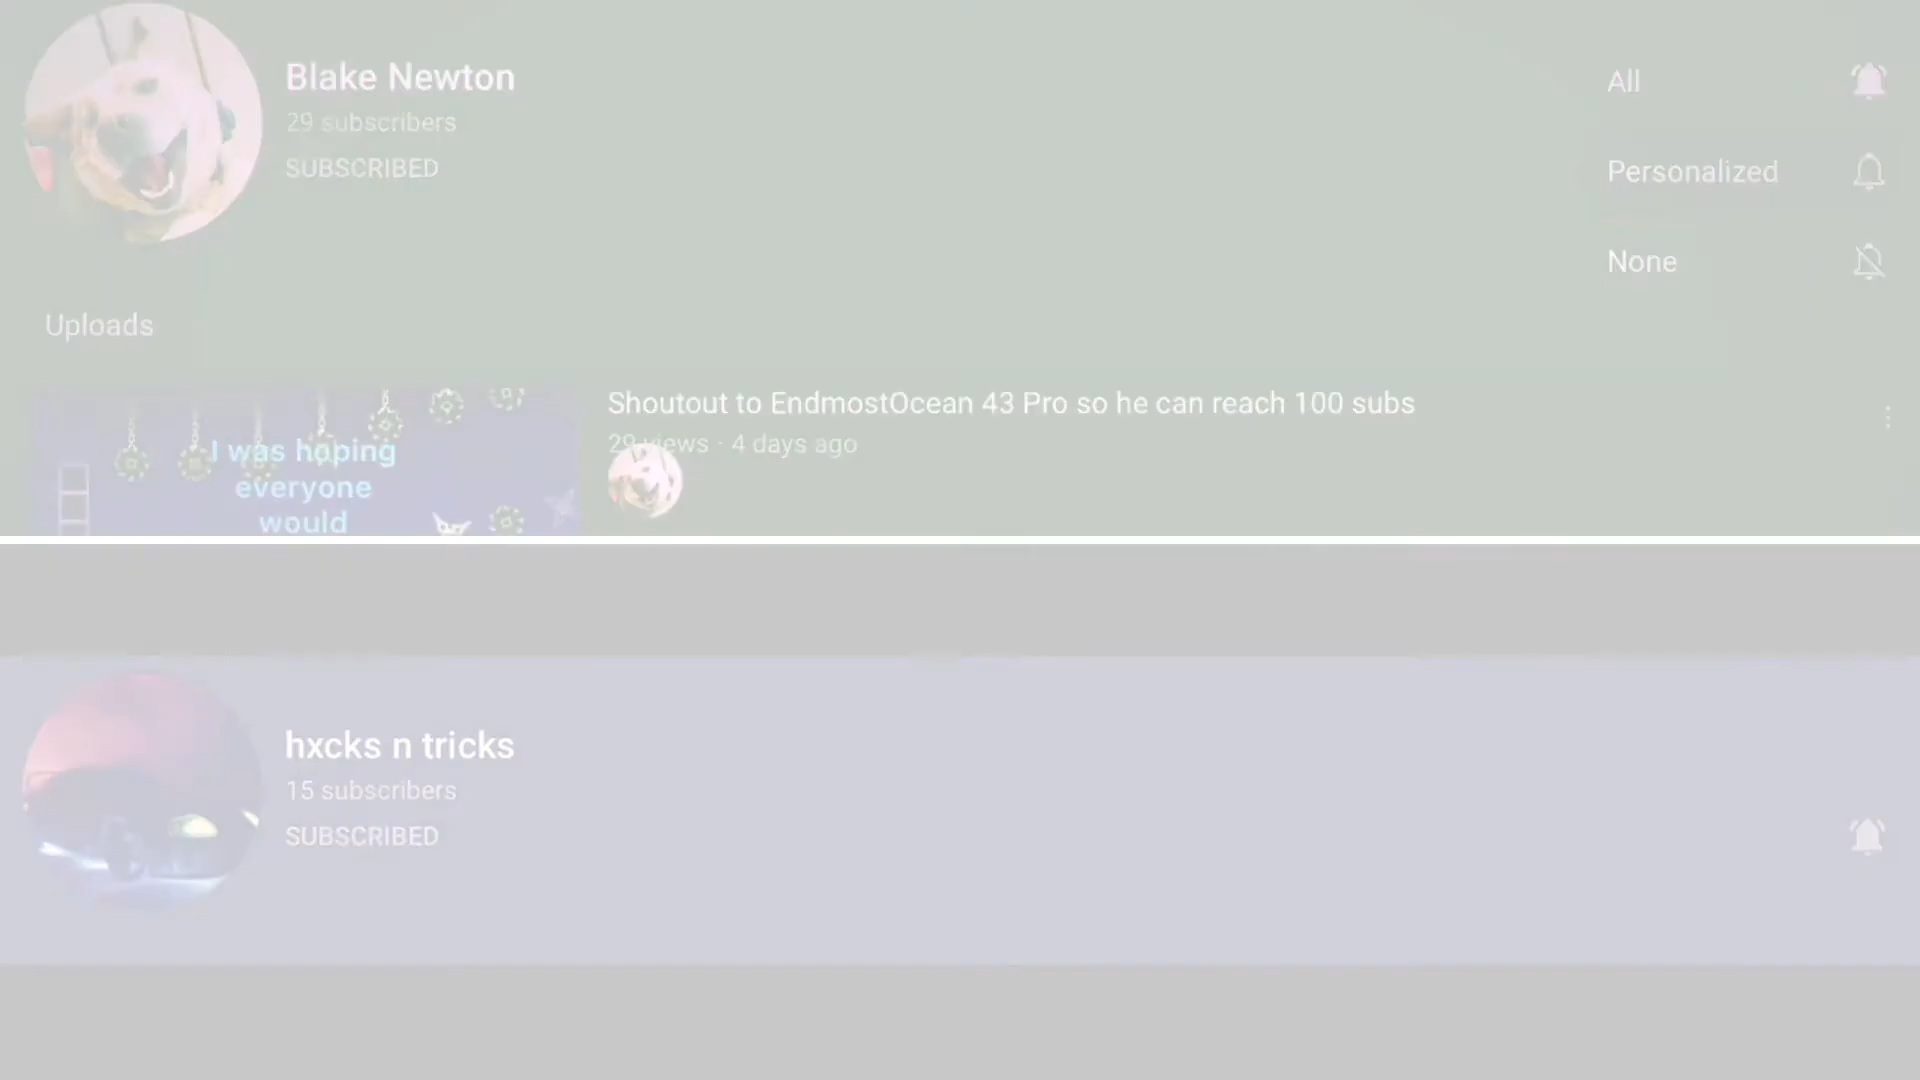 Blake Newton
29 subscribers
SUBSCRIBED
All
Personalized
None
Uploads
Shoutout to EndmostOcean 43 Pro so he can reach 100 subs
29 views · 4 days ago
I was hoping
everyone
would
hxcks n tricks
15 subscribers
SUBSCRIBED